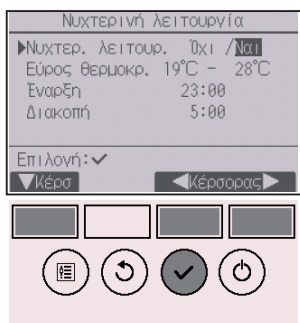 Νυχτερινή λειτουργία
▶Νυχτερ. λειτουρ. Όχι /Ναι
Εύρος θερμοκρ. 19°C - 28°C
Έναρξη 23:00
Διακοπή 5:00
Επιλογή:✓
▼Κέρσ ◀Κέρσορας▶